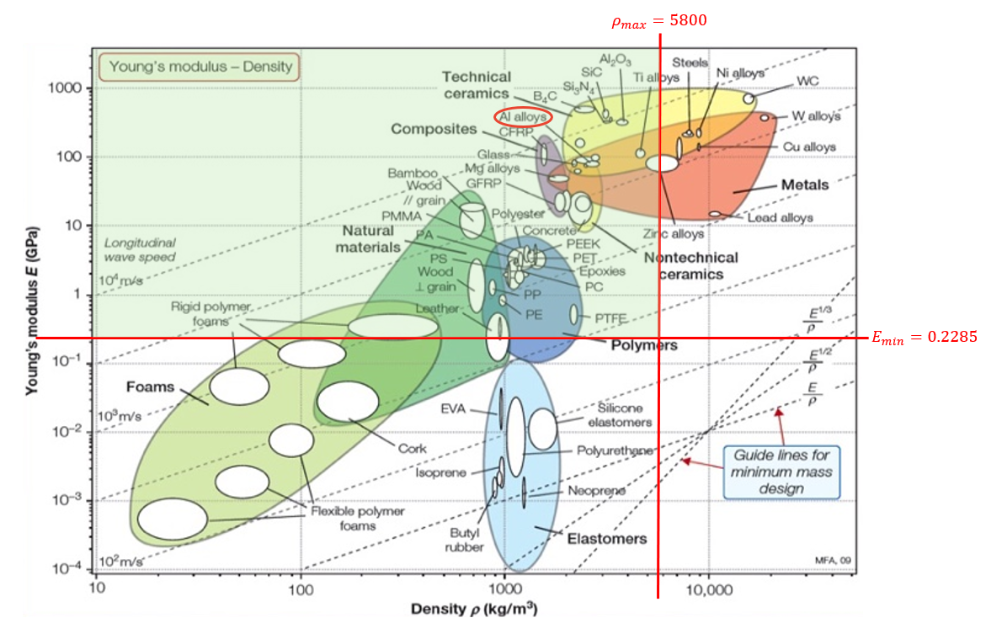 ρmax = 5800
Young's modulus – Density
1000
100
10
1
10⁻¹
10⁻²
10⁻³
10⁻⁴
Young's modulus E (GPa)
10
100
1000
10,000
Density ρ (kg/m³)
Technical
ceramics
Composites
Natural
materials
Foams
Polymers
Elastomers
Metals
Nontechnical
ceramics
Al₂O₃
SiC
Si₃N₄
B₄C
Al alloys
CFRP
Glass
Mg alloys
GFRP
Ti alloys
Steels
Ni alloys
WC
W alloys
Cu alloys
Lead alloys
Zinc alloys
Bamboo
Wood
// grain
PMMA
PA
PS
Wood
⊥ grain
Leather
Polyester
Concrete
PEEK
PET
Epoxies
PC
PP
PE
PTFE
Longitudinal
wave speed
10⁴m/s
10³m/s
10²m/s
Rigid polymer
foams
Cork
Flexible polymer
foams
EVA
Isoprene
Butyl
rubber
Silicone
elastomers
Polyurethane
Neoprene
Emin = 0.2285
E^1/3
ρ
E^1/2
ρ
E
ρ
Guide lines for
minimum mass
design
MFA, 09